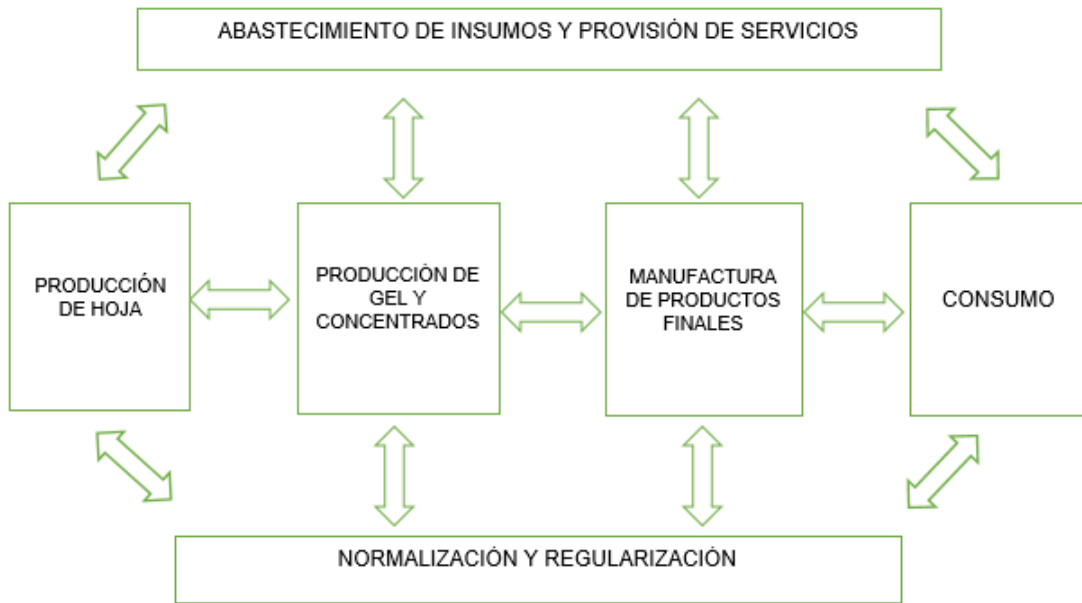 ABASTECIMIENTO DE INSUMOS Y PROVISIÓN DE SERVICIOS
PRODUCCIÓN
DE HOJA
PRODUCCIÓN DE
GEL Y
CONCENTRADOS
MANUFACTURA
DE PRODUCTOS
FINALES
CONSUMO
NORMALIZACIÓN Y REGULARIZACIÓN